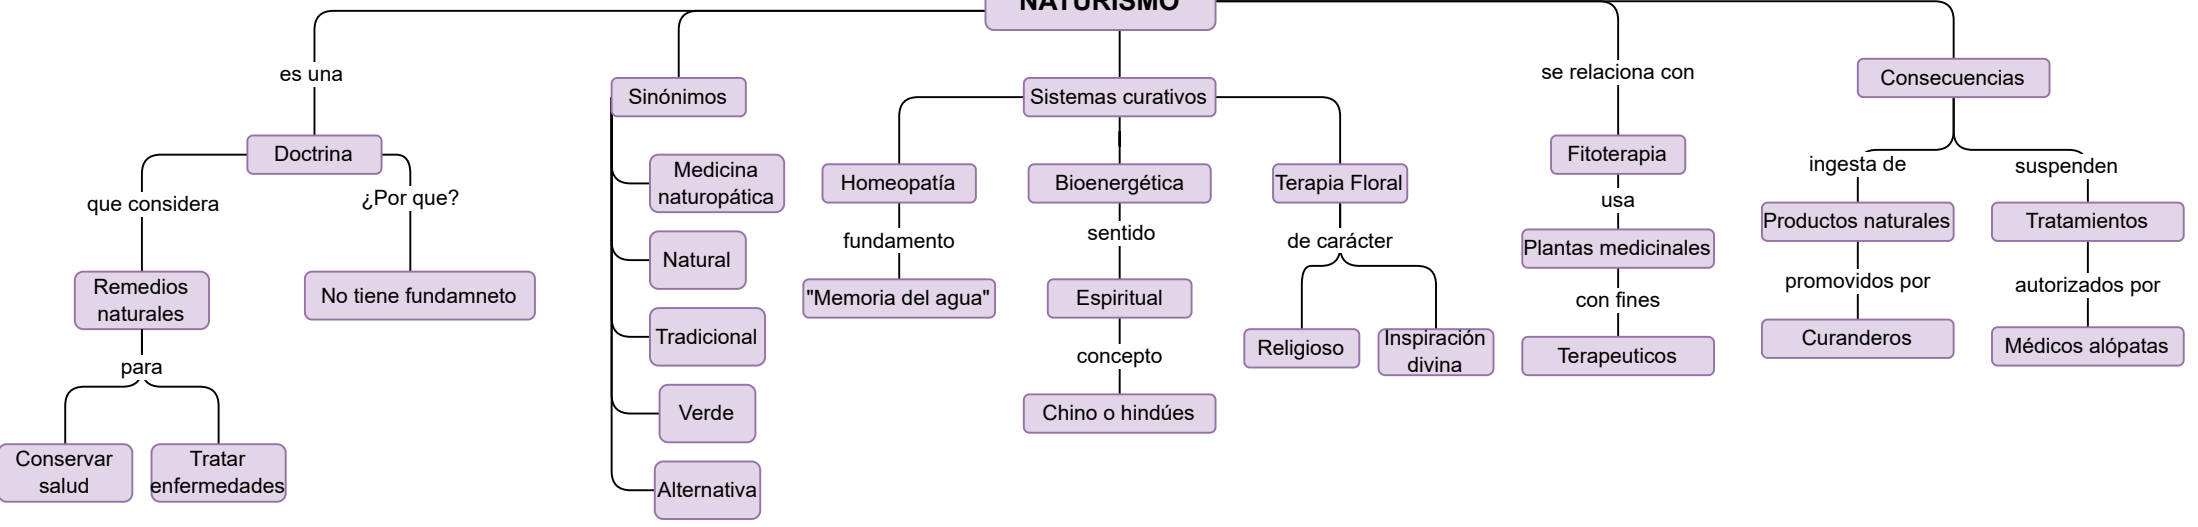 NATURISMO
es una
Doctrina
que considera
¿Por que?
Remedios
naturales
No tiene fundamneto
para
Conservar
salud
Tratar
enfermedades
Sinónimos
Medicina
naturopática
Natural
Tradicional
Verde
Alternativa
Sistemas curativos
Homeopatía
fundamento
"Memoria del agua"
Bioenergética
sentido
Espiritual
concepto
Chino o hindúes
Terapia Floral
de carácter
Religioso
Inspiración
divina
se relaciona con
Fitoterapia
usa
Plantas medicinales
con fines
Terapeuticos
Consecuencias
ingesta de
Productos naturales
promovidos por
Curanderos
suspenden
Tratamientos
autorizados por
Médicos alópatas